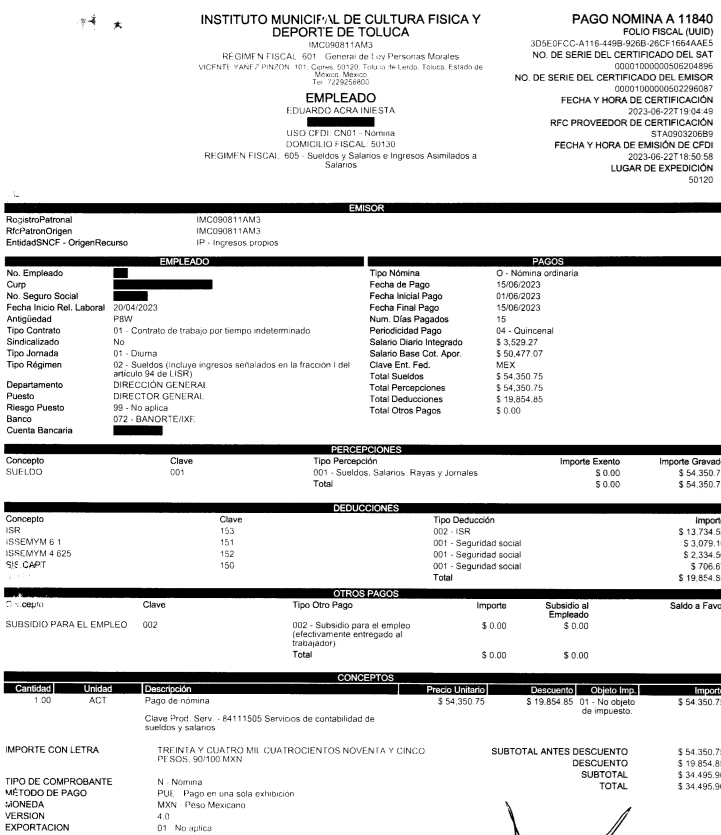 INSTITUTO MUNICIPAL DE CULTURA FISICA Y
DEPORTE DE TOLUCA
IMC090811AM3
REGIMEN FISCAL 601 General de Ley Personas Morales
VICENTE YAÑEZ PINZON, 101, 50120, Toluca de Lerdo, Toluca, Estado de
México, México
Tel. 7229256800
EMPLEADO
EDUARDO ACRA INIESTA
USO CFDI: CN01 - Nómina
DOMICILIO FISCAL: 50130
REGIMEN FISCAL: 605 - Sueldos y Salarios e Ingresos Asimilados a
Salarios
PAGO NOMINA A 11840
FOLIO FISCAL (UUID)
3D5E0FCC-A116-449B-926B-26CF1664AAE5
NO. DE SERIE DEL CERTIFICADO DEL SAT
00001000000506204896
NO. DE SERIE DEL CERTIFICADO DEL EMISOR
00001000000502296087
FECHA Y HORA DE CERTIFICACIÓN
2023-06-22T19:04:49
RFC PROVEEDOR DE CERTIFICACIÓN
STA0903206B9
FECHA Y HORA DE EMISIÓN DE CFDI
2023-06-22T18:50:58
LUGAR DE EXPEDICIÓN
50120
EMISOR
RegistroPatronal IMC090811AM3
RfcPatronOrigen IMC090811AM3
EntidadSNCF - OrigenRecurso IP - Ingresos propios
EMPLEADO
No. Empleado
Curp
No. Seguro Social
Fecha Inicio Rel. Laboral 20/04/2023
Antigüedad P8W
Tipo Contrato 01 - Contrato de trabajo por tiempo indeterminado
Sindicalizado No
Tipo Jornada 01 - Diurna
Tipo Régimen 02 - Sueldos (Incluye ingresos señalados en la fracción I del
artículo 94 de LISR)
Departamento DIRECCIÓN GENERAL
Puesto DIRECTOR GENERAL
Riesgo Puesto 99 - No aplica
Banco 072 - BANORTE/IXE
Cuenta Bancaria
PAGOS
Tipo Nómina O - Nómina ordinaria
Fecha de Pago 15/06/2023
Fecha Inicial Pago 01/06/2023
Fecha Final Pago 15/06/2023
Num. Días Pagados 15
Periodicidad Pago 04 - Quincenal
Salario Diario Integrado $ 3,529.27
Salario Base Cot. Apor. $ 50,477.07
Clave Ent. Fed. MEX
Total Sueldos $ 54,350.75
Total Percepciones $ 54,350.75
Total Deducciones $ 19,854.85
Total Otros Pagos $ 0.00
PERCEPCIONES
Concepto Clave Tipo Percepción Importe Exento Importe Gravad
SUELDO 001 001 - Sueldos, Salarios Rayas y Jornales $ 0.00 $ 54,350.7
Total $ 0.00 $ 54,350.7
DEDUCCIONES
Concepto Clave Tipo Deducción Import
ISR 153 002 - ISR $ 13,734.5
ISSEMYM 6.1 151 001 - Seguridad social $ 3,079.1
ISSEMYM 4.625 152 001 - Seguridad social $ 2,334.5
SIS. CAPT 150 001 - Seguridad social $ 706.6
Total $ 19,854.8
OTROS PAGOS
Concepto Clave Tipo Otro Pago Importe Subsidio al
Empleado Saldo a Favo
SUBSIDIO PARA EL EMPLEO 002 002 - Subsidio para el empleo
(efectivamente entregado al
trabajador). $ 0.00 $ 0.00
Total $ 0.00 $ 0.00
CONCEPTOS
Cantidad Unidad Descripción Precio Unitario Descuento Objeto Imp. Import
1.00 ACT Pago de nómina $ 54,350.75 $ 19,854.85 01 - No objeto
de impuesto. $ 54,350.75
Clave Prod. Serv. - 84111505 Servicios de contabilidad de
sueldos y salarios
IMPORTE CON LETRA TREINTA Y CUATRO MIL CUATROCIENTOS NOVENTA Y CINCO
PESOS, 90/100 MXN
SUBTOTAL ANTES DESCUENTO $ 54,350.75
DESCUENTO $ 19,854.85
SUBTOTAL $ 34,495.90
TOTAL $ 34,495.90
TIPO DE COMPROBANTE N - Nómina
MÉTODO DE PAGO PUE Pago en una sola exhibición
MONEDA MXN - Peso Mexicano
VERSION 4.0
EXPORTACION 01 No aplica